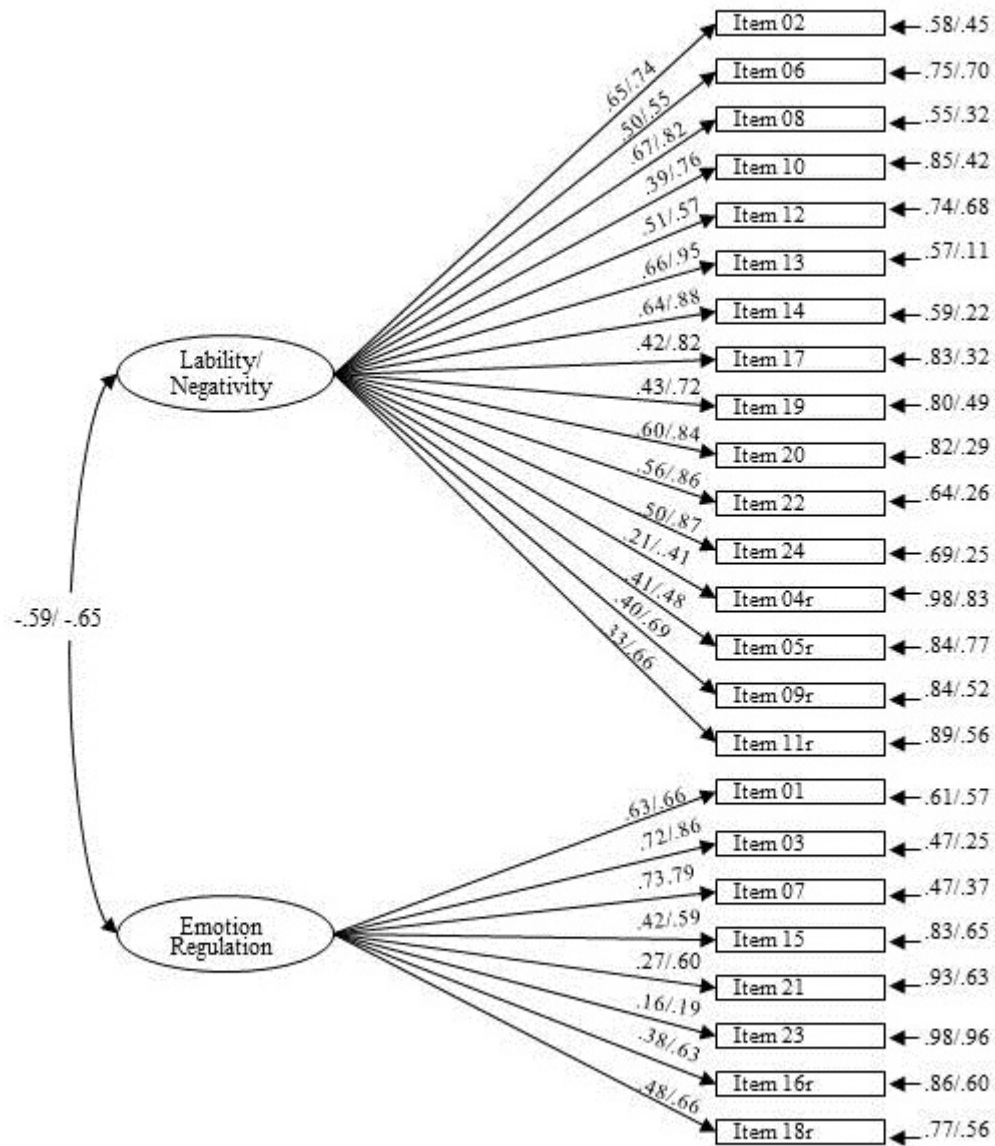 Item 02
.58/.45
.65/.74
Item 06
.75/.70
.50/.55
Item 08
.55/.32
.67/.82
Item 10
.85/.42
.39/.76
Item 12
.74/.68
.51/.57
Item 13
.57/.11
.66/.95
Item 14
.59/.22
.64/.88
Item 17
.83/.32
.42/.82
Lability/
Negativity
Item 19
.80/.49
.43/.72
Item 20
.82/.29
.60/.84
Item 22
.64/.26
.56/.86
Item 24
.69/.25
.50/.87
Item 04r
.98/.83
.21/..41
Item 05r
.84/.77
.41/.48
Item 09r
.84/.52
.40/.69
Item 11r
.89/.56
.33/.66
-.59/ -.65
Item 01
.61/.57
.63/.66
Item 03
.47/.25
.72/.86
Item 07
.47/.37
.73.79
Item 15
.83/.65
.42/.59
Emotion
Regulation
Item 21
.93/.63
.27/.60
Item 23
.98/.96
.16/.19
Item 16r
.86/.60
.38/.63
Item 18r
.77/.56
.48/.66